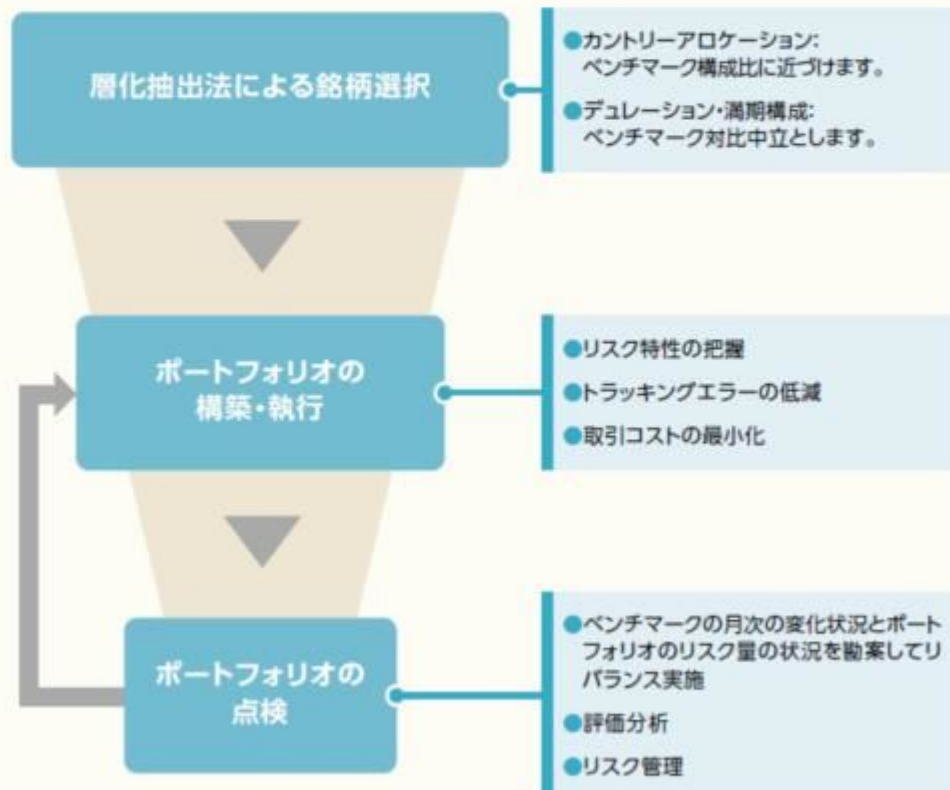 層化抽出法による銘柄選択
●カントリーアロケーション:
ベンチマーク構成比に近づけます。
●デュレーション・満期構成:
ベンチマーク対比中立とします。
ポートフォリオの
構築・執行
●リスク特性の把握
●トラッキングエラーの低減
●取引コストの最小化
ポートフォリオの
点検
●ベンチマークの月次の変化状況とポート
フォリオのリスク量の状況を勘案してリ
バランス実施
●評価分析
●リスク管理